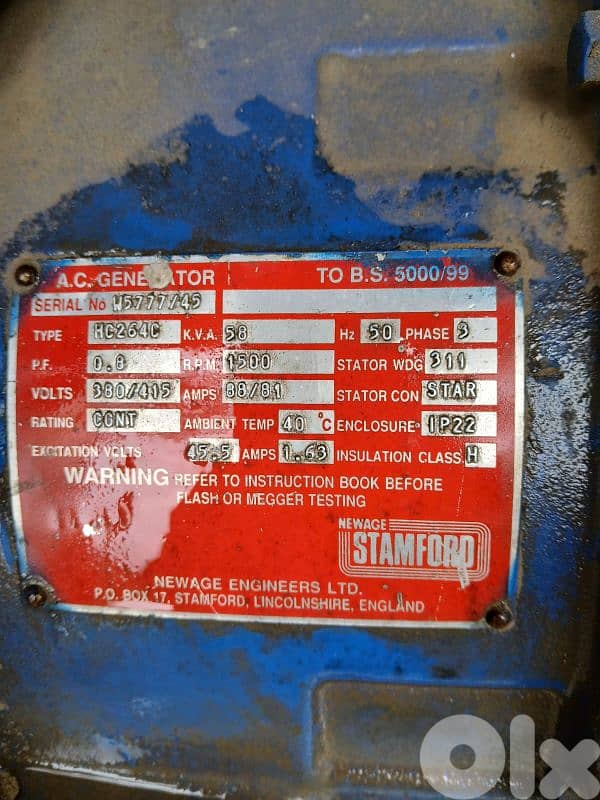 A.C. GENERATOR TO B.S. 5000/99
SERIAL No W5777/45
TYPE HC264C K.V.A. 58 Hz 50 PHASE 3
P.F. 0.8 R.P.M. 1500 STATOR WDG 311
VOLTS 380/415 AMPS 88/81 STATOR CON STAR
RATING CONT AMBIENT TEMP 40 °C ENCLOSURE IP22
EXCITATION VOLTS 45.5 AMPS 1.63 INSULATION CLASS H
WARNING REFER TO INSTRUCTION BOOK BEFORE
FLASH OR MEGGER TESTING
NEWAGE
STAMFORD
NEWAGE ENGINEERS LTD.
P.O. BOX 17, STAMFORD, LINCOLNSHIRE, ENGLAND
OLX